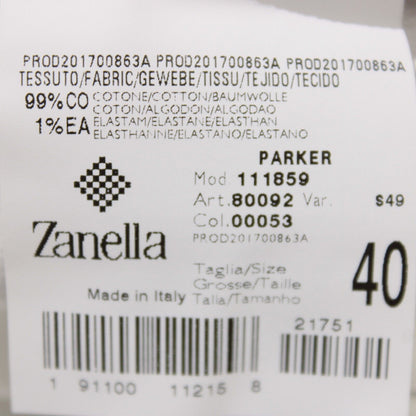 PROD201700863A PROD201700863A PROD201700863A
TESSUTO/FABRIC/GEWEBE/TISSU/TEJIDO/TECIDO
99%CO COTONE/COTTON/BAUMWOLLE
COTON/ALGODON/ALGODAO
1%EA ELASTAM/ELASTANE/ELASTHAN
ELASTHANNE/ELASTANO/ELASTANO
PARKER
Mod 111859
Art.80092 Var. S49
Col.00053
PROD201700863A
Zanella
Taglia/Size
Grosse/Taille
Talia/Tamanho
40
Made in Italy
21751
1 91100 11215 8